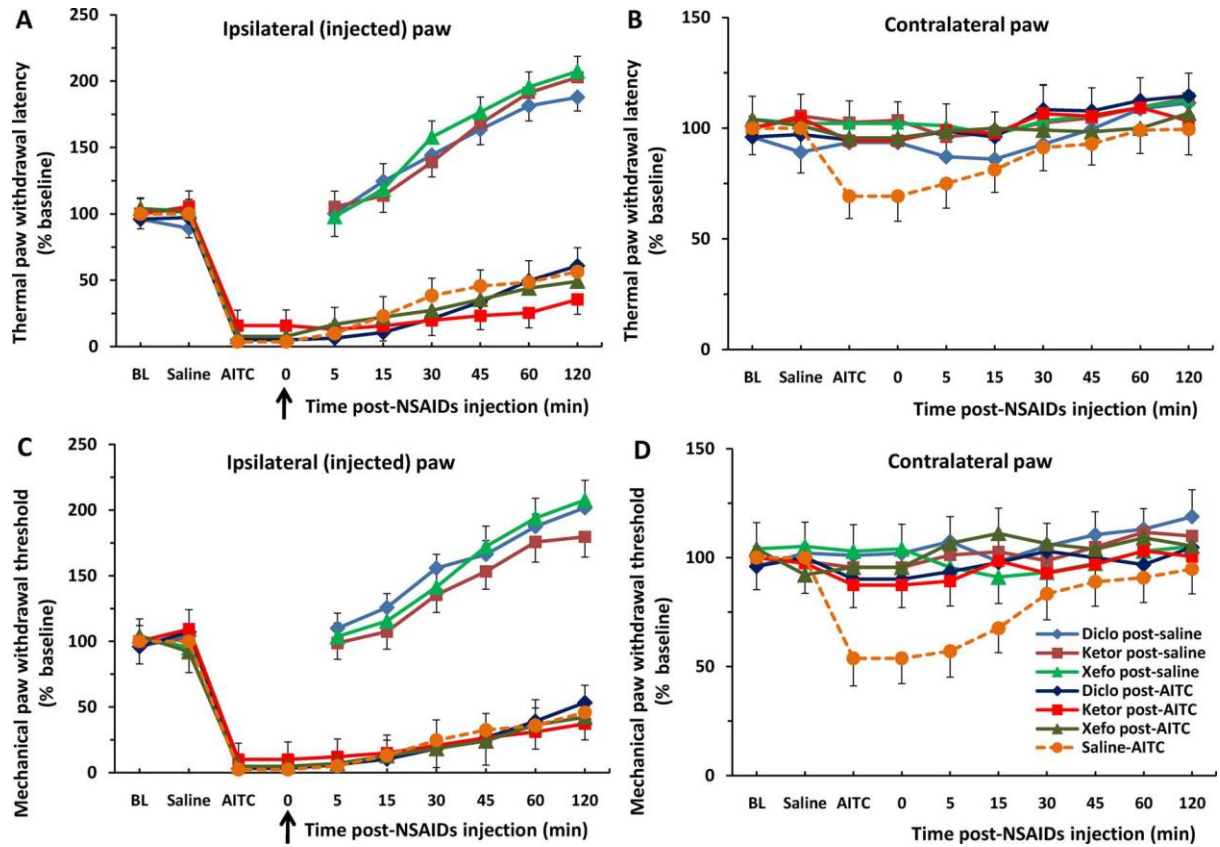 A
Ipsilateral (injected) paw
Thermal paw withdrawal latency
(% baseline)
250
200
150
100
50
0
BL Saline AITC 0 5 15 30 45 60 120
Time post-NSAIDs injection (min)
B
Contralateral paw
Thermal paw withdrawal latency
(% baseline)
150
100
50
0
BL Saline AITC 0 5 15 30 45 60 120
Time post-NSAIDs injection (min)
C
Ipsilateral (injected) paw
Mechanical paw withdrawal threshold
(% baseline)
250
200
150
100
50
0
BL Saline AITC 0 5 15 30 45 60 120
Time post-NSAIDs injection (min)
D
Contralateral paw
Mechanical paw withdrawal threshold
(% baseline)
150
100
50
0
Diclo post-saline
Ketor post-saline
Xefo post-saline
Diclo post-AITC
Ketor post-AITC
Xefo post-AITC
Saline-AITC
BL Saline AITC 0 5 15 30 45 60 120
Time post-NSAIDs injection (min)